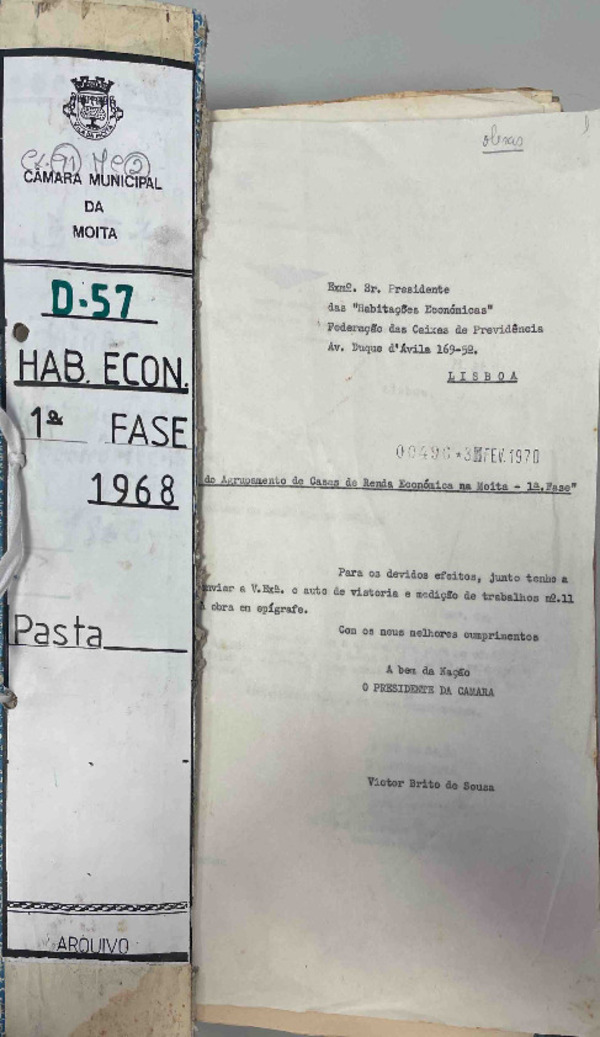 VILA DA MOITA
CÂMARA MUNICIPAL
DA
MOITA
D-57
HAB. ECON.
1ª FASE
1968
Pasta
ARQUIVO
obras
Exmº. Sr. Presidente
das "Habitações Económicas"
Federação das Caixas de Previdência
Av. Duque d'Ávila 169-5º.
LISBOA
00496 *3 FEV. 1970
do Agrupamento de Casas de Renda Económica na Moita - 1ª.Fase"
Para os devidos efeitos, junto tenho a
enviar a V.Exª. o auto de vistoria e medição de trabalhos nº.11
à obra em epígrafe.
Com os meus melhores cumprimentos
A bem da Nação
O PRESIDENTE DA CAMARA
Victor Brito de Sousa